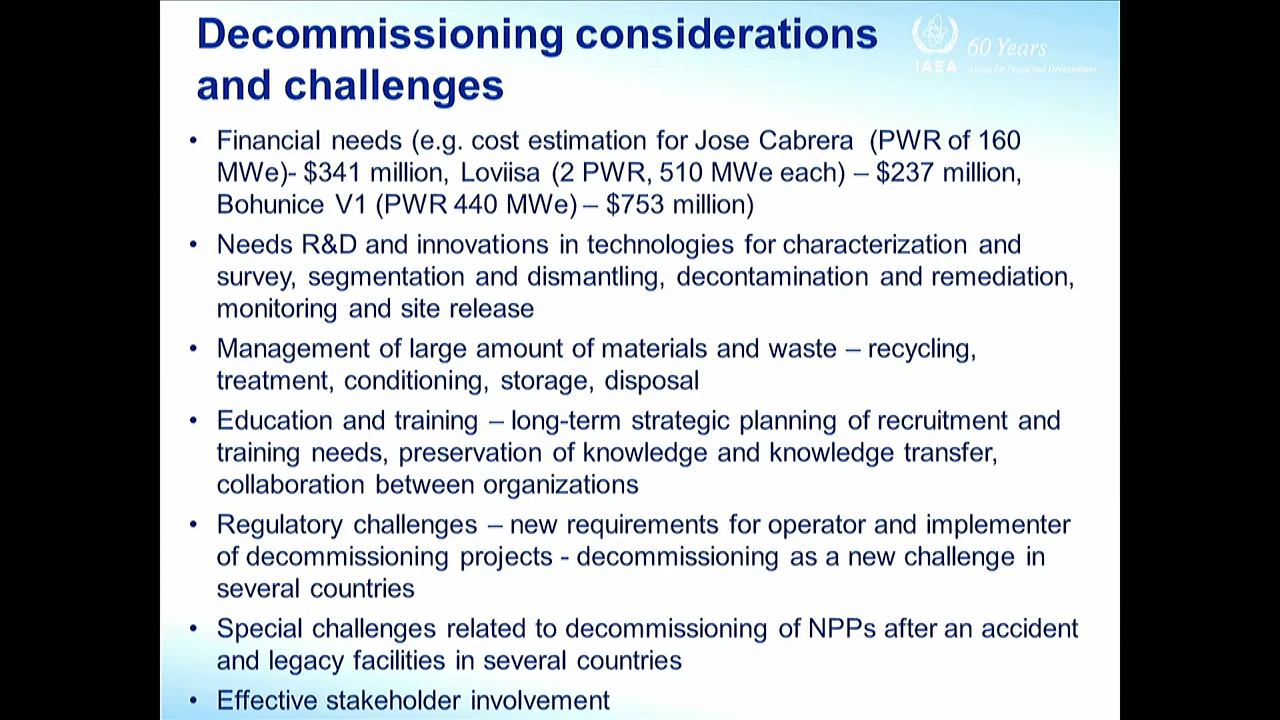 Decommissioning considerations
and challenges
60 Years
IAEA Atoms for Peace and Development
• Financial needs (e.g. cost estimation for Jose Cabrera (PWR of 160
MWe)- $341 million, Loviisa (2 PWR, 510 MWe each) – $237 million,
Bohunice V1 (PWR 440 MWe) – $753 million)
• Needs R&D and innovations in technologies for characterization and
survey, segmentation and dismantling, decontamination and remediation,
monitoring and site release
• Management of large amount of materials and waste – recycling,
treatment, conditioning, storage, disposal
• Education and training – long-term strategic planning of recruitment and
training needs, preservation of knowledge and knowledge transfer,
collaboration between organizations
• Regulatory challenges – new requirements for operator and implementer
of decommissioning projects - decommissioning as a new challenge in
several countries
• Special challenges related to decommissioning of NPPs after an accident
and legacy facilities in several countries
• Effective stakeholder involvement